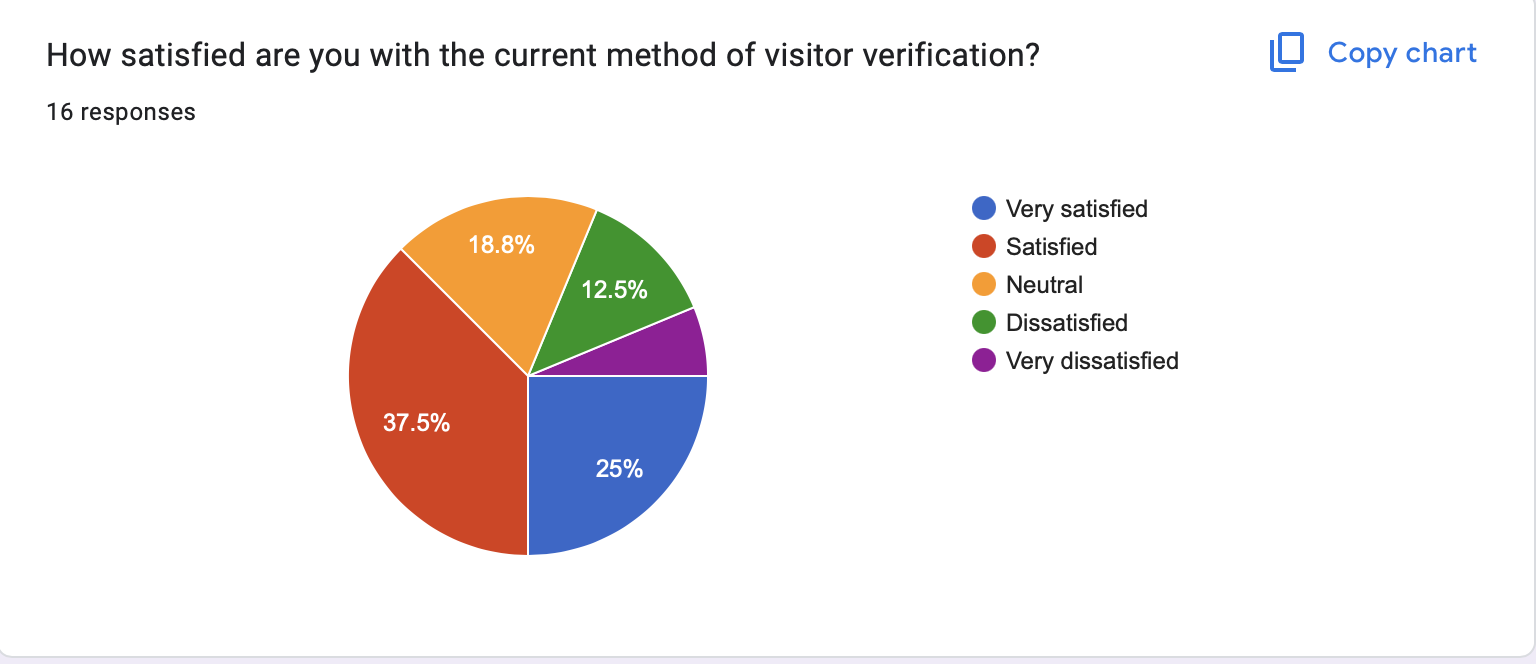 How satisfied are you with the current method of visitor verification?
Copy chart
16 responses
18.8%
12.5%
37.5%
25%
Very satisfied
Satisfied
Neutral
Dissatisfied
Very dissatisfied